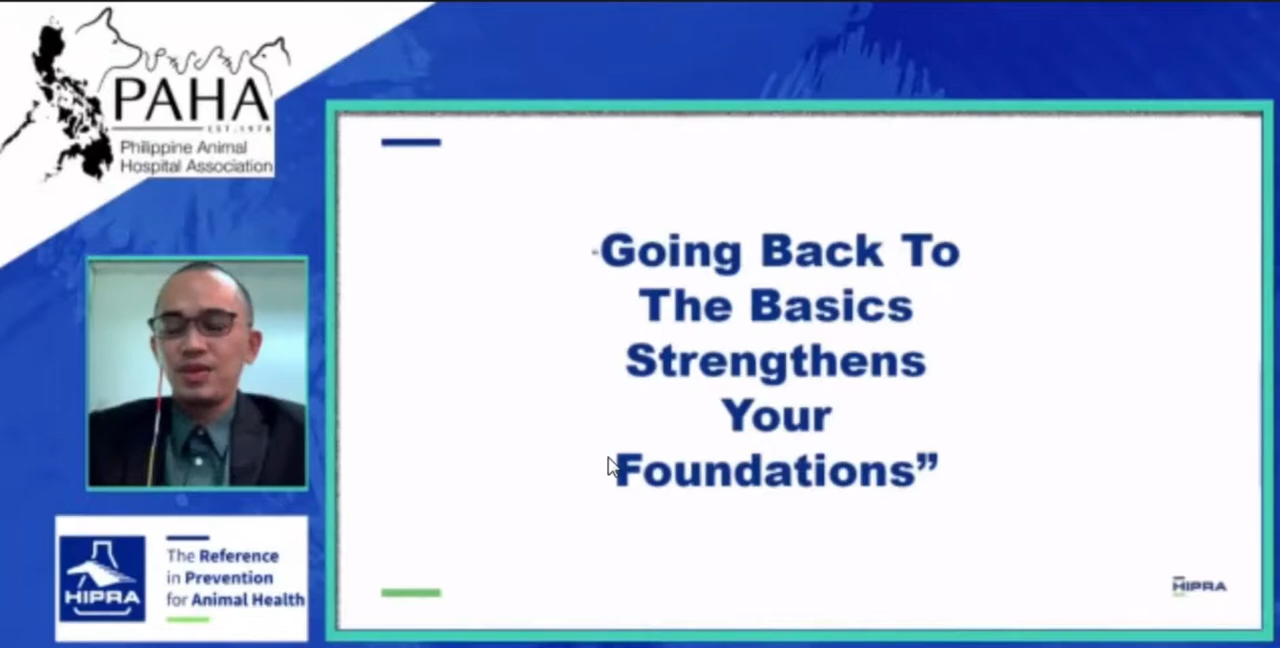 PAHA
EST.1978
Philippine Animal
Hospital Association
Going Back To
The Basics
Strengthens
Your
Foundations”
HIPRA
The Reference
in Prevention
for Animal Health
HIPRA